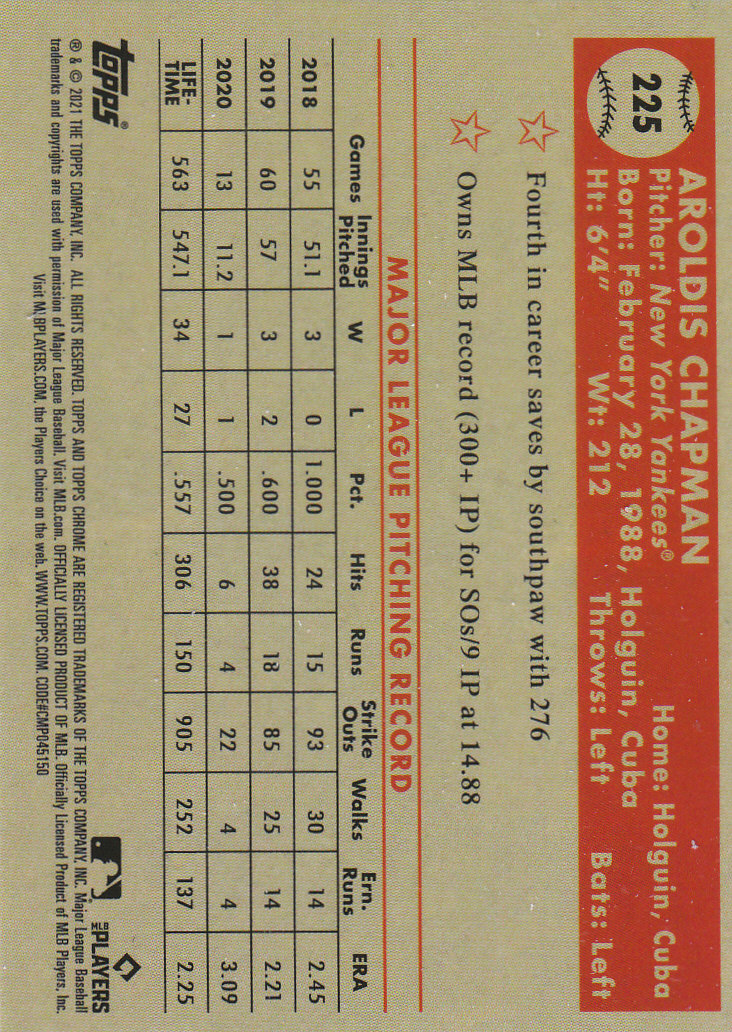 225
AROLDIS CHAPMAN
Pitcher: New York Yankees® Home: Holguin, Cuba
Born: February 28, 1988, Holguin, Cuba
Ht: 6'4" Wt: 212 Throws: Left Bats: Left
Fourth in career saves by southpaw with 276
Owns MLB record (300+ IP) for SOs/9 IP at 14.88
MAJOR LEAGUE PITCHING RECORD
Games Innings Pitched W L Pct. Hits Runs Strike Outs Walks Ern. Runs ERA
2018 55 51.1 3 0 1.000 24 15 93 30 14 2.45
2019 60 57 3 2 .600 38 18 85 25 14 2.21
2020 13 11.2 1 1 .500 6 4 22 4 4 3.09
LIFE-TIME 563 547.1 34 27 .557 306 150 905 252 137 2.25
topps®
MLB PLAYERS
® & © 2021 THE TOPPS COMPANY, INC. ALL RIGHTS RESERVED. TOPPS AND TOPPS CHROME ARE REGISTERED TRADEMARKS OF THE TOPPS COMPANY, INC. Major League Baseball
trademarks and copyrights are used with permission of Major League Baseball. Visit MLB.com. OFFICIALLY LICENSED PRODUCT OF MLB. Officially Licensed Product of MLB Players, Inc.
Visit MLBPLAYERS.COM, the Players Choice on the web. WWW.TOPPS.COM. CODE#CMP045150